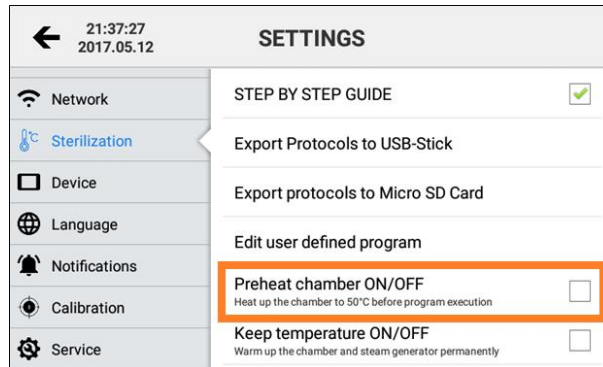 21:37:27
2017.05.12
SETTINGS
Network
°C
Sterilization
Device
Language
Notifications
Calibration
Service
STEP BY STEP GUIDE
Export Protocols to USB-Stick
Export protocols to Micro SD Card
Edit user defined program
Preheat chamber ON/OFF
Heat up the chamber to 50°C before program execution
Keep temperature ON/OFF
Warm up the chamber and steam generator permanently